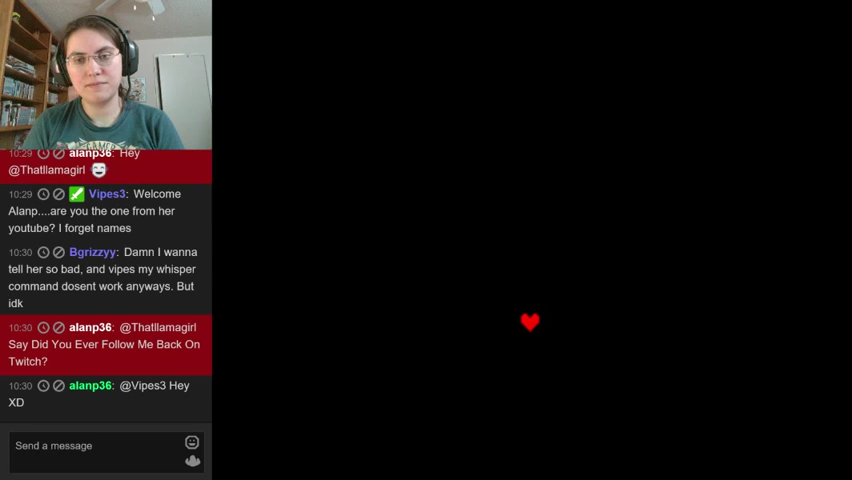 GAMER
10:29 alanp36: Hey
@Thatllamagirl
10:29 Vipes3: Welcome
Alanp....are you the one from her
youtube? I forget names
10:30 Bgrizzyy: Damn I wanna
tell her so bad, and vipes my whisper
command dosent work anyways. But
idk
10:30 alanp36: @Thatllamagirl
Say Did You Ever Follow Me Back On
Twitch?
10:30 alanp36: @Vipes3 Hey
XD
Send a message